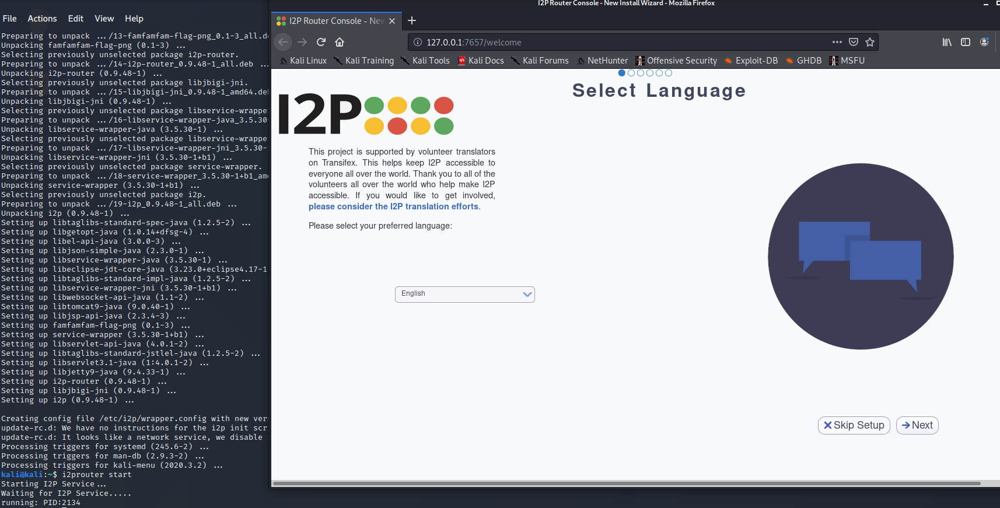 I2P Router Console - New Install Wizard - Mozilla Firefox
File Actions Edit View Help
Preparing to unpack .../13-famfamfam-flag-png_0.1-3_all.d
Unpacking famfamfam-flag-png (0.1-3) ...
Selecting previously unselected package i2p-router.
Preparing to unpack .../14-i2p-router_0.9.48-1_all.deb ...
Unpacking i2p-router (0.9.48-1) ...
Selecting previously unselected package libjbigi-jni.
Preparing to unpack .../15-libjbigi-jni_0.9.48-1_amd64.de
Unpacking libjbigi-jni (0.9.48-1) ...
Selecting previously unselected package libservice-wrappe
Preparing to unpack .../16-libservice-wrapper-java_3.5.30-
Unpacking libservice-wrapper-java (3.5.30-1) ...
Selecting previously unselected package libservice-wrappe
Preparing to unpack .../17-libservice-wrapper-jni_3.5.30-
Unpacking libservice-wrapper-jni (3.5.30-1+b1) ...
Selecting previously unselected package service-wrapper.
Preparing to unpack .../18-service-wrapper_3.5.30-1+b1_am
Unpacking service-wrapper (3.5.30-1+b1) ...
Selecting previously unselected package i2p.
Preparing to unpack .../19-i2p_0.9.48-1_all.deb ...
Unpacking i2p (0.9.48-1) ...
Setting up libtaglibs-standard-spec-java (1.2.5-2) ...
Setting up libgetopt-java (1.0.14+dfsg-4) ...
Setting up libel-api-java (3.0.0-3) ...
Setting up libjson-simple-java (2.3.0-1) ...
Setting up libservice-wrapper-java (3.5.30-1) ...
Setting up libeclipse-jdt-core-java (3.23.0+eclipse4.17-1
Setting up libtaglibs-standard-impl-java (1.2.5-2) ...
Setting up libservice-wrapper-jni (3.5.30-1+b1) ...
Setting up libwebsocket-api-java (1.1-2) ...
Setting up libtomcat9-java (9.0.40-1) ...
Setting up libjsp-api-java (2.3.4-3) ...
Setting up famfamfam-flag-png (0.1-3) ...
Setting up service-wrapper (3.5.30-1+b1) ...
Setting up libservlet-api-java (4.0.1-2) ...
Setting up libtaglibs-standard-jstlel-java (1.2.5-2) ...
Setting up libservlet3.1-java (1:4.0.1-2) ...
Setting up libjetty9-java (9.4.33-1) ...
Setting up i2p-router (0.9.48-1) ...
Setting up libjbigi-jni (0.9.48-1) ...
Setting up i2p (0.9.48-1) ...
Creating config file /etc/i2p/wrapper.config with new ver
update-rc.d: We have no instructions for the i2p init scr
update-rc.d: It looks like a network service, we disable
Processing triggers for systemd (245.6-2) ...
Processing triggers for man-db (2.9.3-2) ...
Processing triggers for kali-menu (2020.3.2) ...
kali@kali:~$ i2prouter start
Starting I2P Service...
Waiting for I2P Service.....
running: PID:2134
I2P Router Console - New
127.0.0.1:7657/welcome
Kali Linux Kali Training Kali Tools Kali Docs Kali Forums NetHunter Offensive Security Exploit-DB GHDB MSFU
Select Language
I2P
This project is supported by volunteer translators
on Transifex. This helps keep I2P accessible to
everyone all over the world. Thank you to all of the
volunteers all over the world who help make I2P
accessible. If you would like to get involved,
please consider the I2P translation efforts.
Please select your preferred language:
English
Skip Setup Next